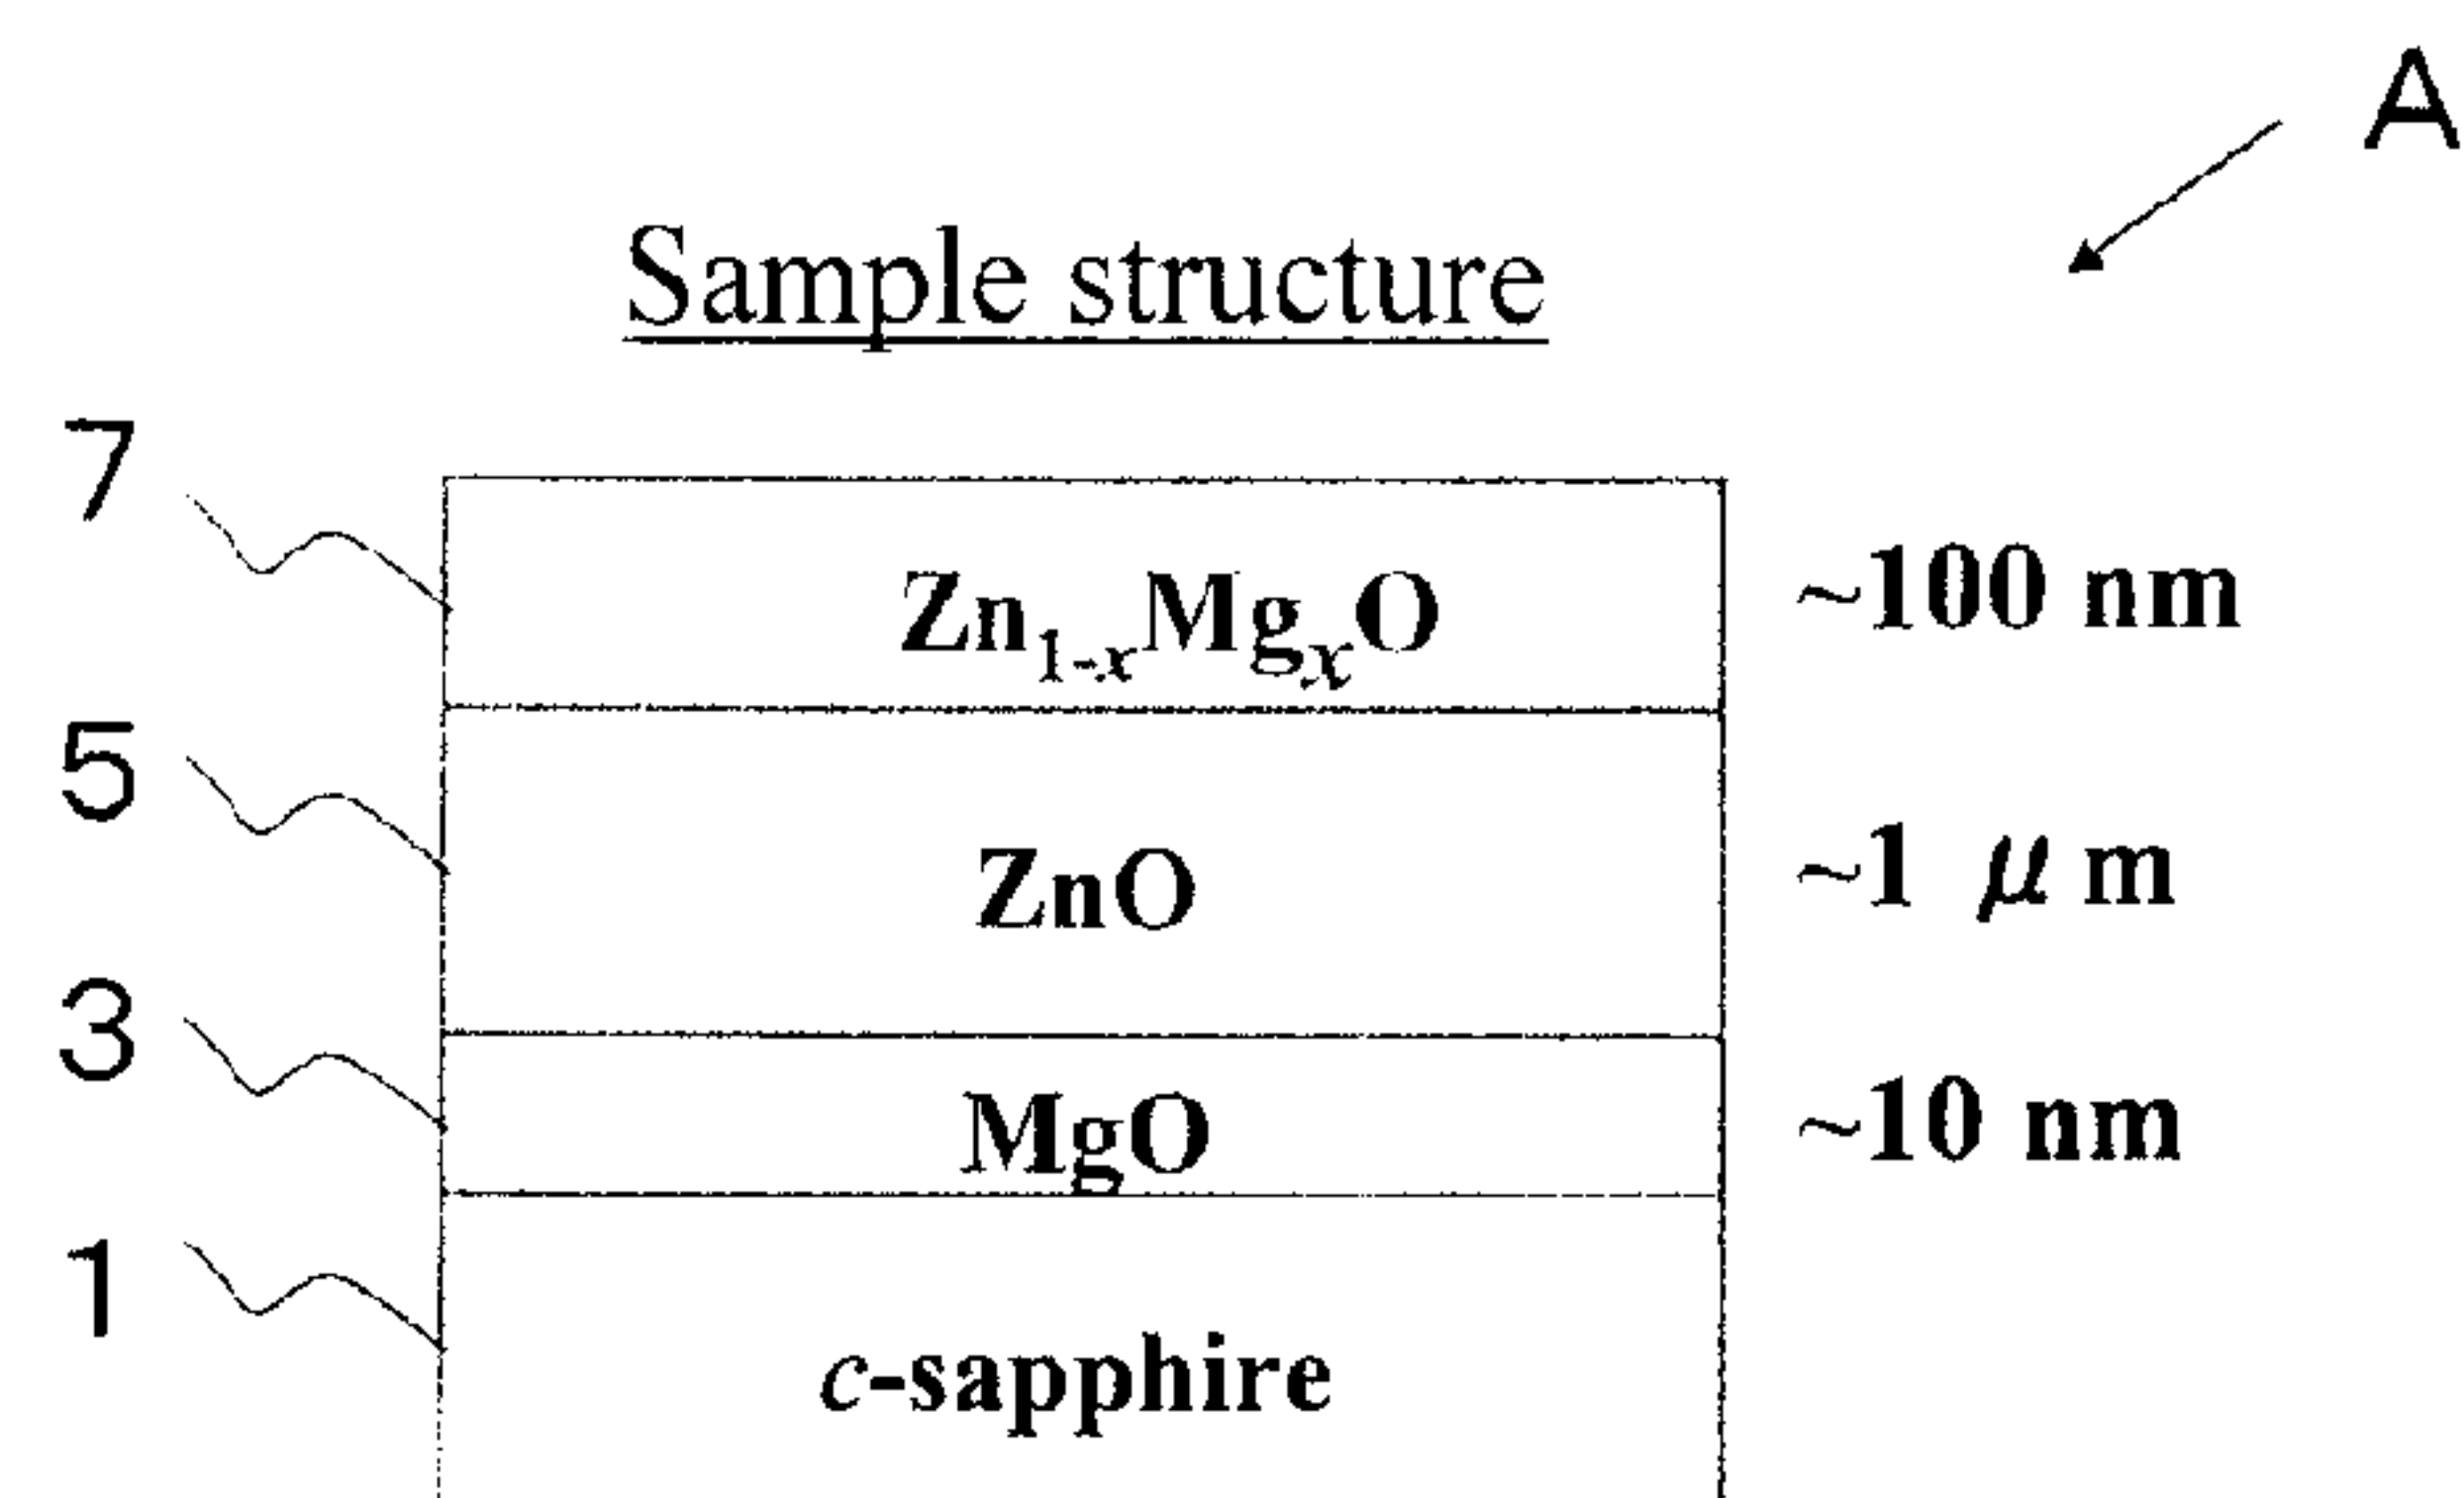 A
Sample structure
7
Zn1-xMgxO
~100 nm
5
ZnO
~1 μm
3
MgO
~10 nm
1
c-sapphire